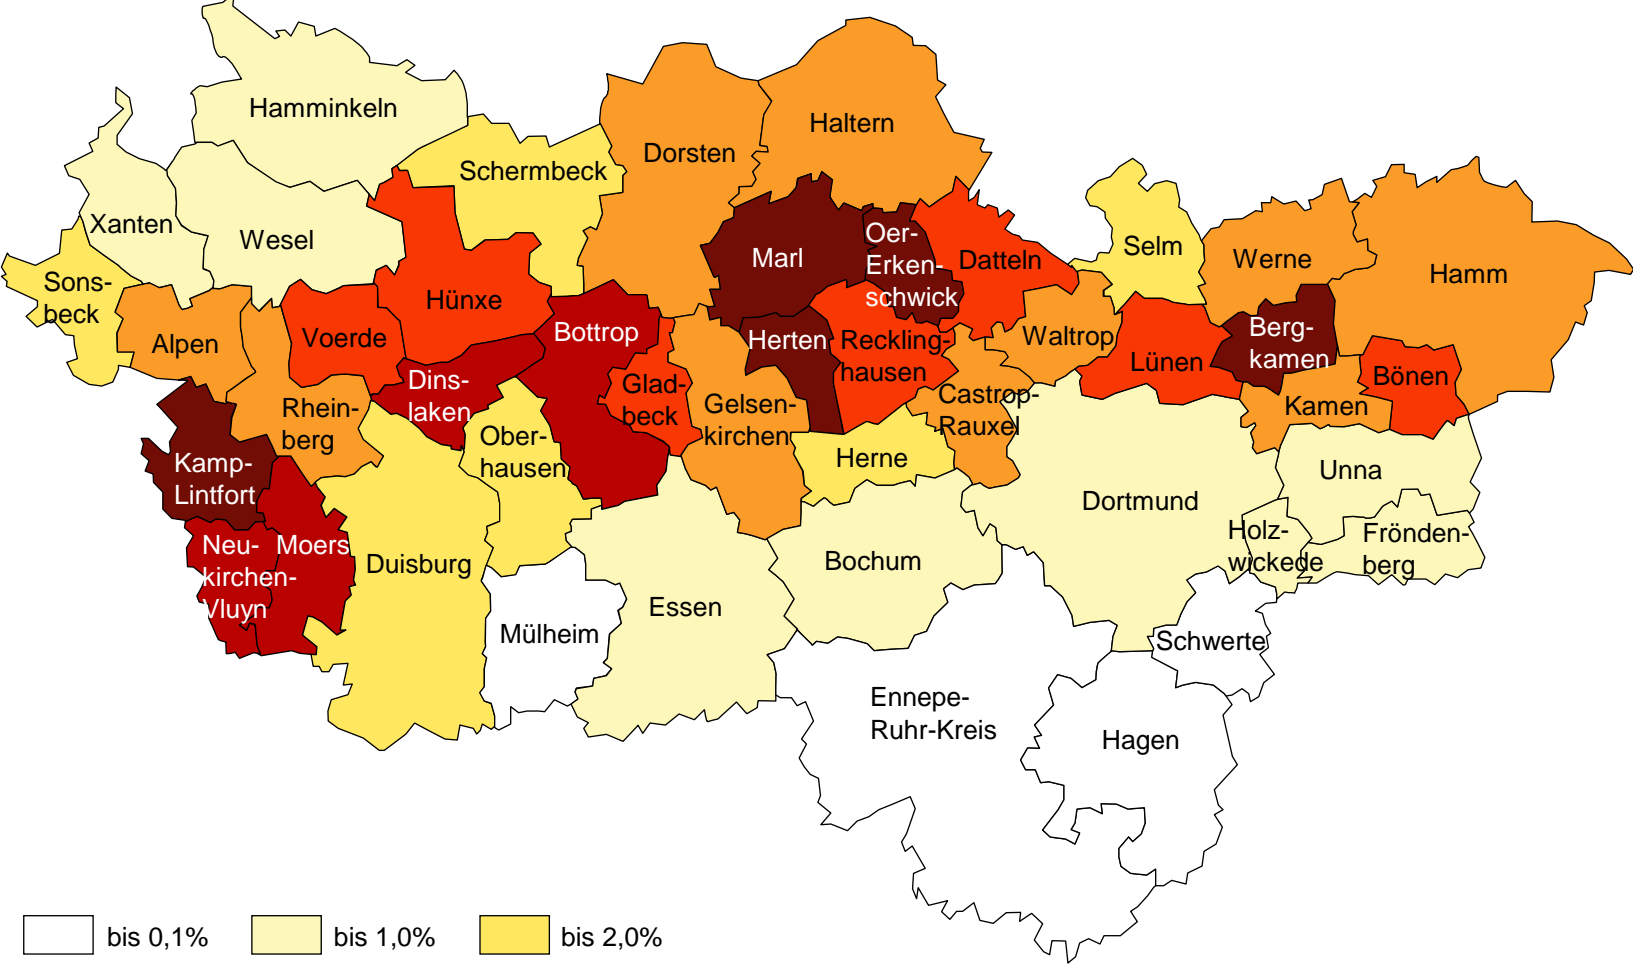 Hamminkeln
Haltern
Dorsten
Schermbeck
Xanten
Wesel
Oer-
Erken-
schwick
Marl
Datteln
Selm
Werne
Hamm
Sons-
beck
Hünxe
Voerde
Alpen
Bottrop
Herten
Reckling-
hausen
Waltrop
Lünen
Berg-
kamen
Bönen
Dins-
laken
Glad-
beck
Gelsen-
kirchen
Castrop-
Rauxel
Kamen
Rhein-
berg
Ober-
hausen
Herne
Kamp-
Lintfort
Unna
Dortmund
Holz-
wickede
Frönden-
berg
Neu-
kirchen-
Vluyn
Moers
Duisburg
Bochum
Essen
Mülheim
Schwerte
Ennepe-
Ruhr-Kreis
Hagen
bis 0,1%
bis 1,0%
bis 2,0%